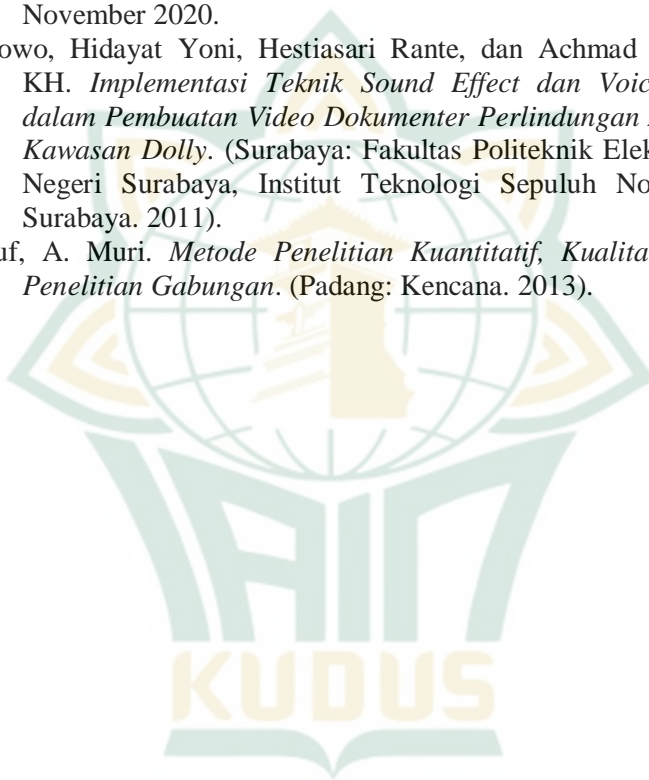 November 2020.
owo, Hidayat Yoni, Hestiasari Rante, dan Achmad
KH. Implementasi Teknik Sound Effect dan Voic
dalam Pembuatan Video Dokumenter Perlindungan
Kawasan Dolly. (Surabaya: Fakultas Politeknik Elek
Negeri Surabaya, Institut Teknologi Sepuluh No
Surabaya. 2011).
uf, A. Muri. Metode Penelitian Kuantitatif, Kualita
Penelitian Gabungan. (Padang: Kencana. 2013).
IAIN
KUDUS